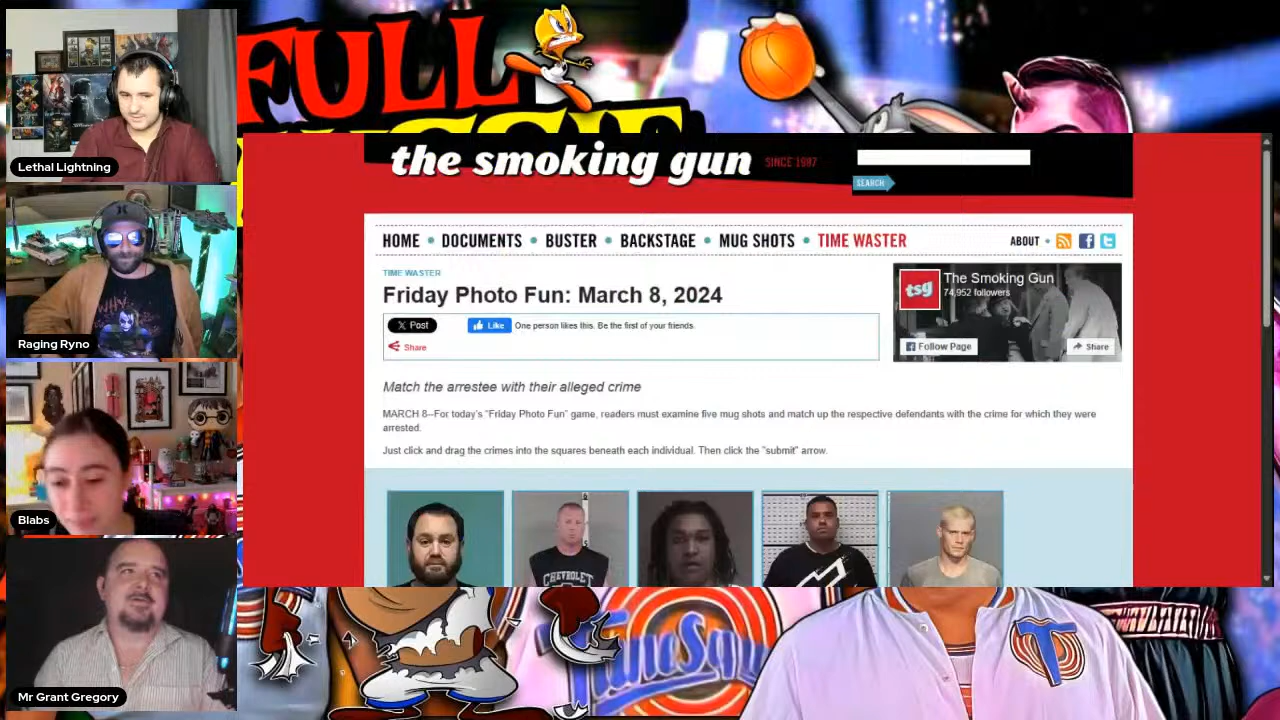 FULL
Lethal Lightning
Raging Ryno
Blabs
Mr Grant Gregory
the smoking gun SINCE 1997
SEARCH
HOME • DOCUMENTS • BUSTER • BACKSTAGE • MUG SHOTS • TIME WASTER
ABOUT •
TIME WASTER
Friday Photo Fun: March 8, 2024
X Post
Like One person likes this. Be the first of your friends.
Share
tsg
The Smoking Gun
74,952 followers
Follow Page
Share
Match the arrestee with their alleged crime
MARCH 8--For today's "Friday Photo Fun" game, readers must examine five mug shots and match up the respective defendants with the crime for which they were
arrested.
Just click and drag the crimes into the squares beneath each individual. Then click the "submit" arrow.
CHEVROLET
T